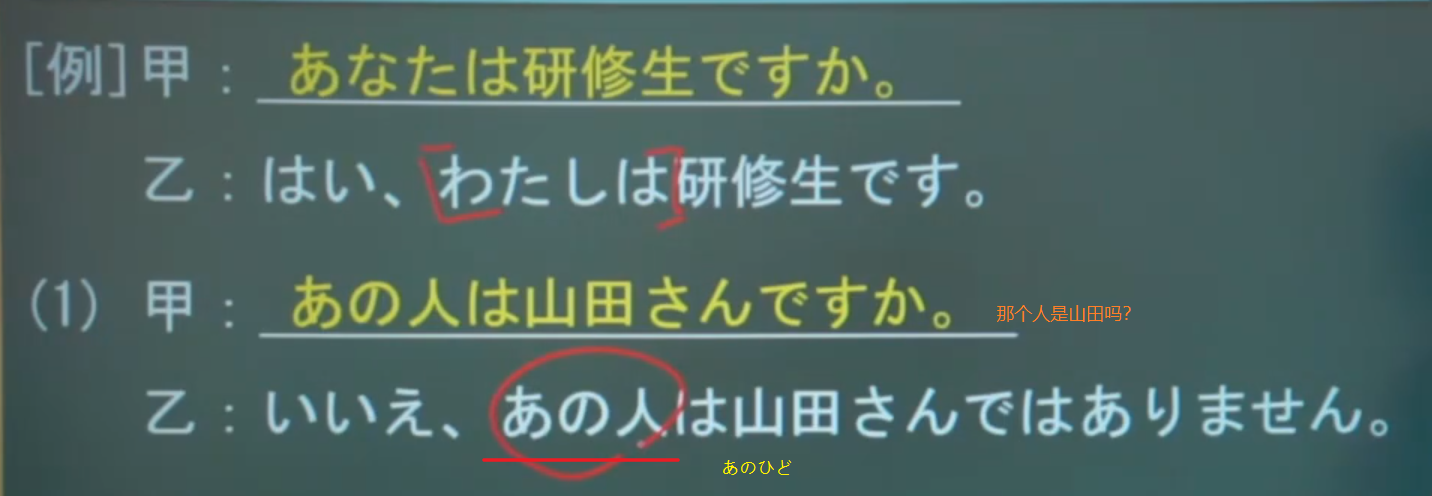 [例]甲：あなたは研修生ですか。
乙：はい、わたしは研修生です。
(1) 甲：あの人は山田さんですか。
那个人是山田吗?
乙：いいえ、あの人は山田さんではありません。
あのひど